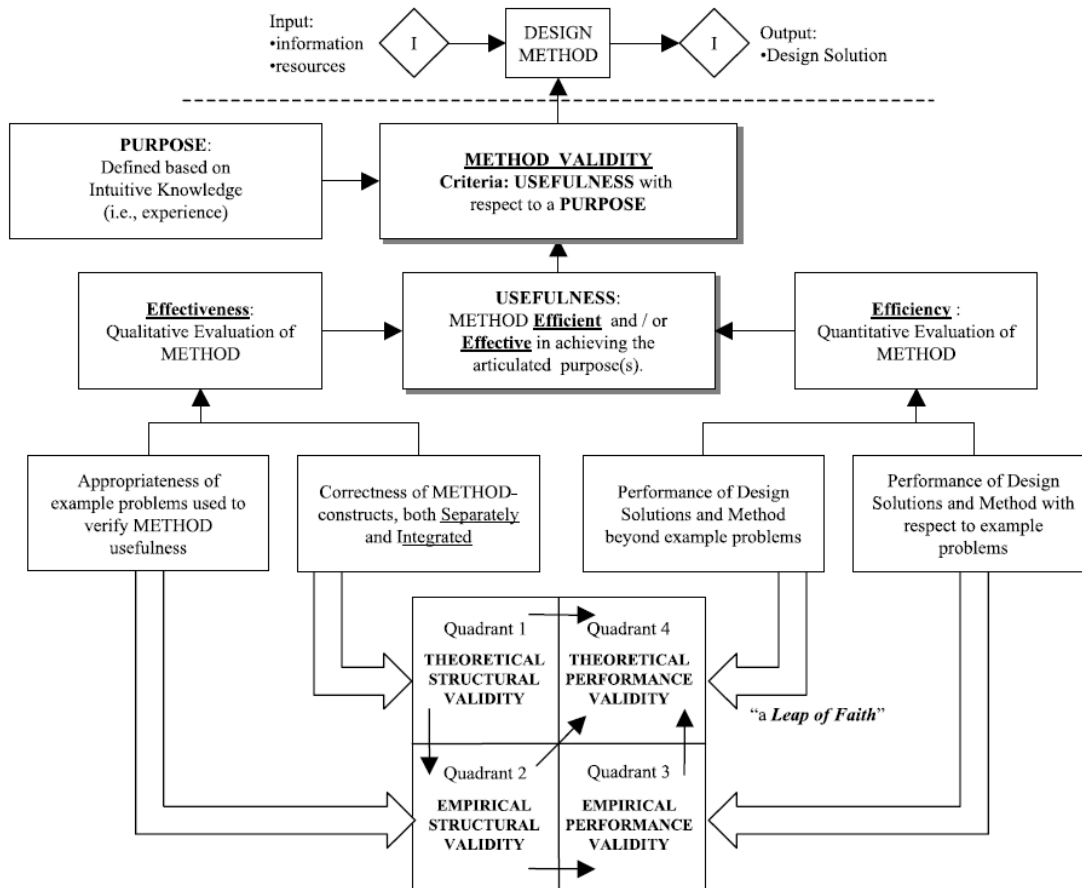 Input:
•information
•resources
I
DESIGN
METHOD
I
Output:
•Design Solution
PURPOSE:
Defined based on
Intuitive Knowledge
(i.e., experience)
METHOD VALIDITY
Criteria: USEFULNESS with
respect to a PURPOSE
Effectiveness:
Qualitative Evaluation of
METHOD
USEFULNESS:
METHOD Efficient and / or
Effective in achieving the
articulated purpose(s).
Efficiency :
Quantitative Evaluation of
METHOD
Appropriateness of
example problems used to
verify METHOD
usefulness
Correctness of METHOD-
constructs, both Separately
and Integrated
Performance of Design
Solutions and Method
beyond example problems
Performance of Design
Solutions and Method with
respect to example
problems
Quadrant 1
THEORETICAL
STRUCTURAL
VALIDITY
Quadrant 4
THEORETICAL
PERFORMANCE
VALIDITY
“a Leap of Faith”
Quadrant 2
EMPIRICAL
STRUCTURAL
VALIDITY
Quadrant 3
EMPIRICAL
PERFORMANCE
VALIDITY